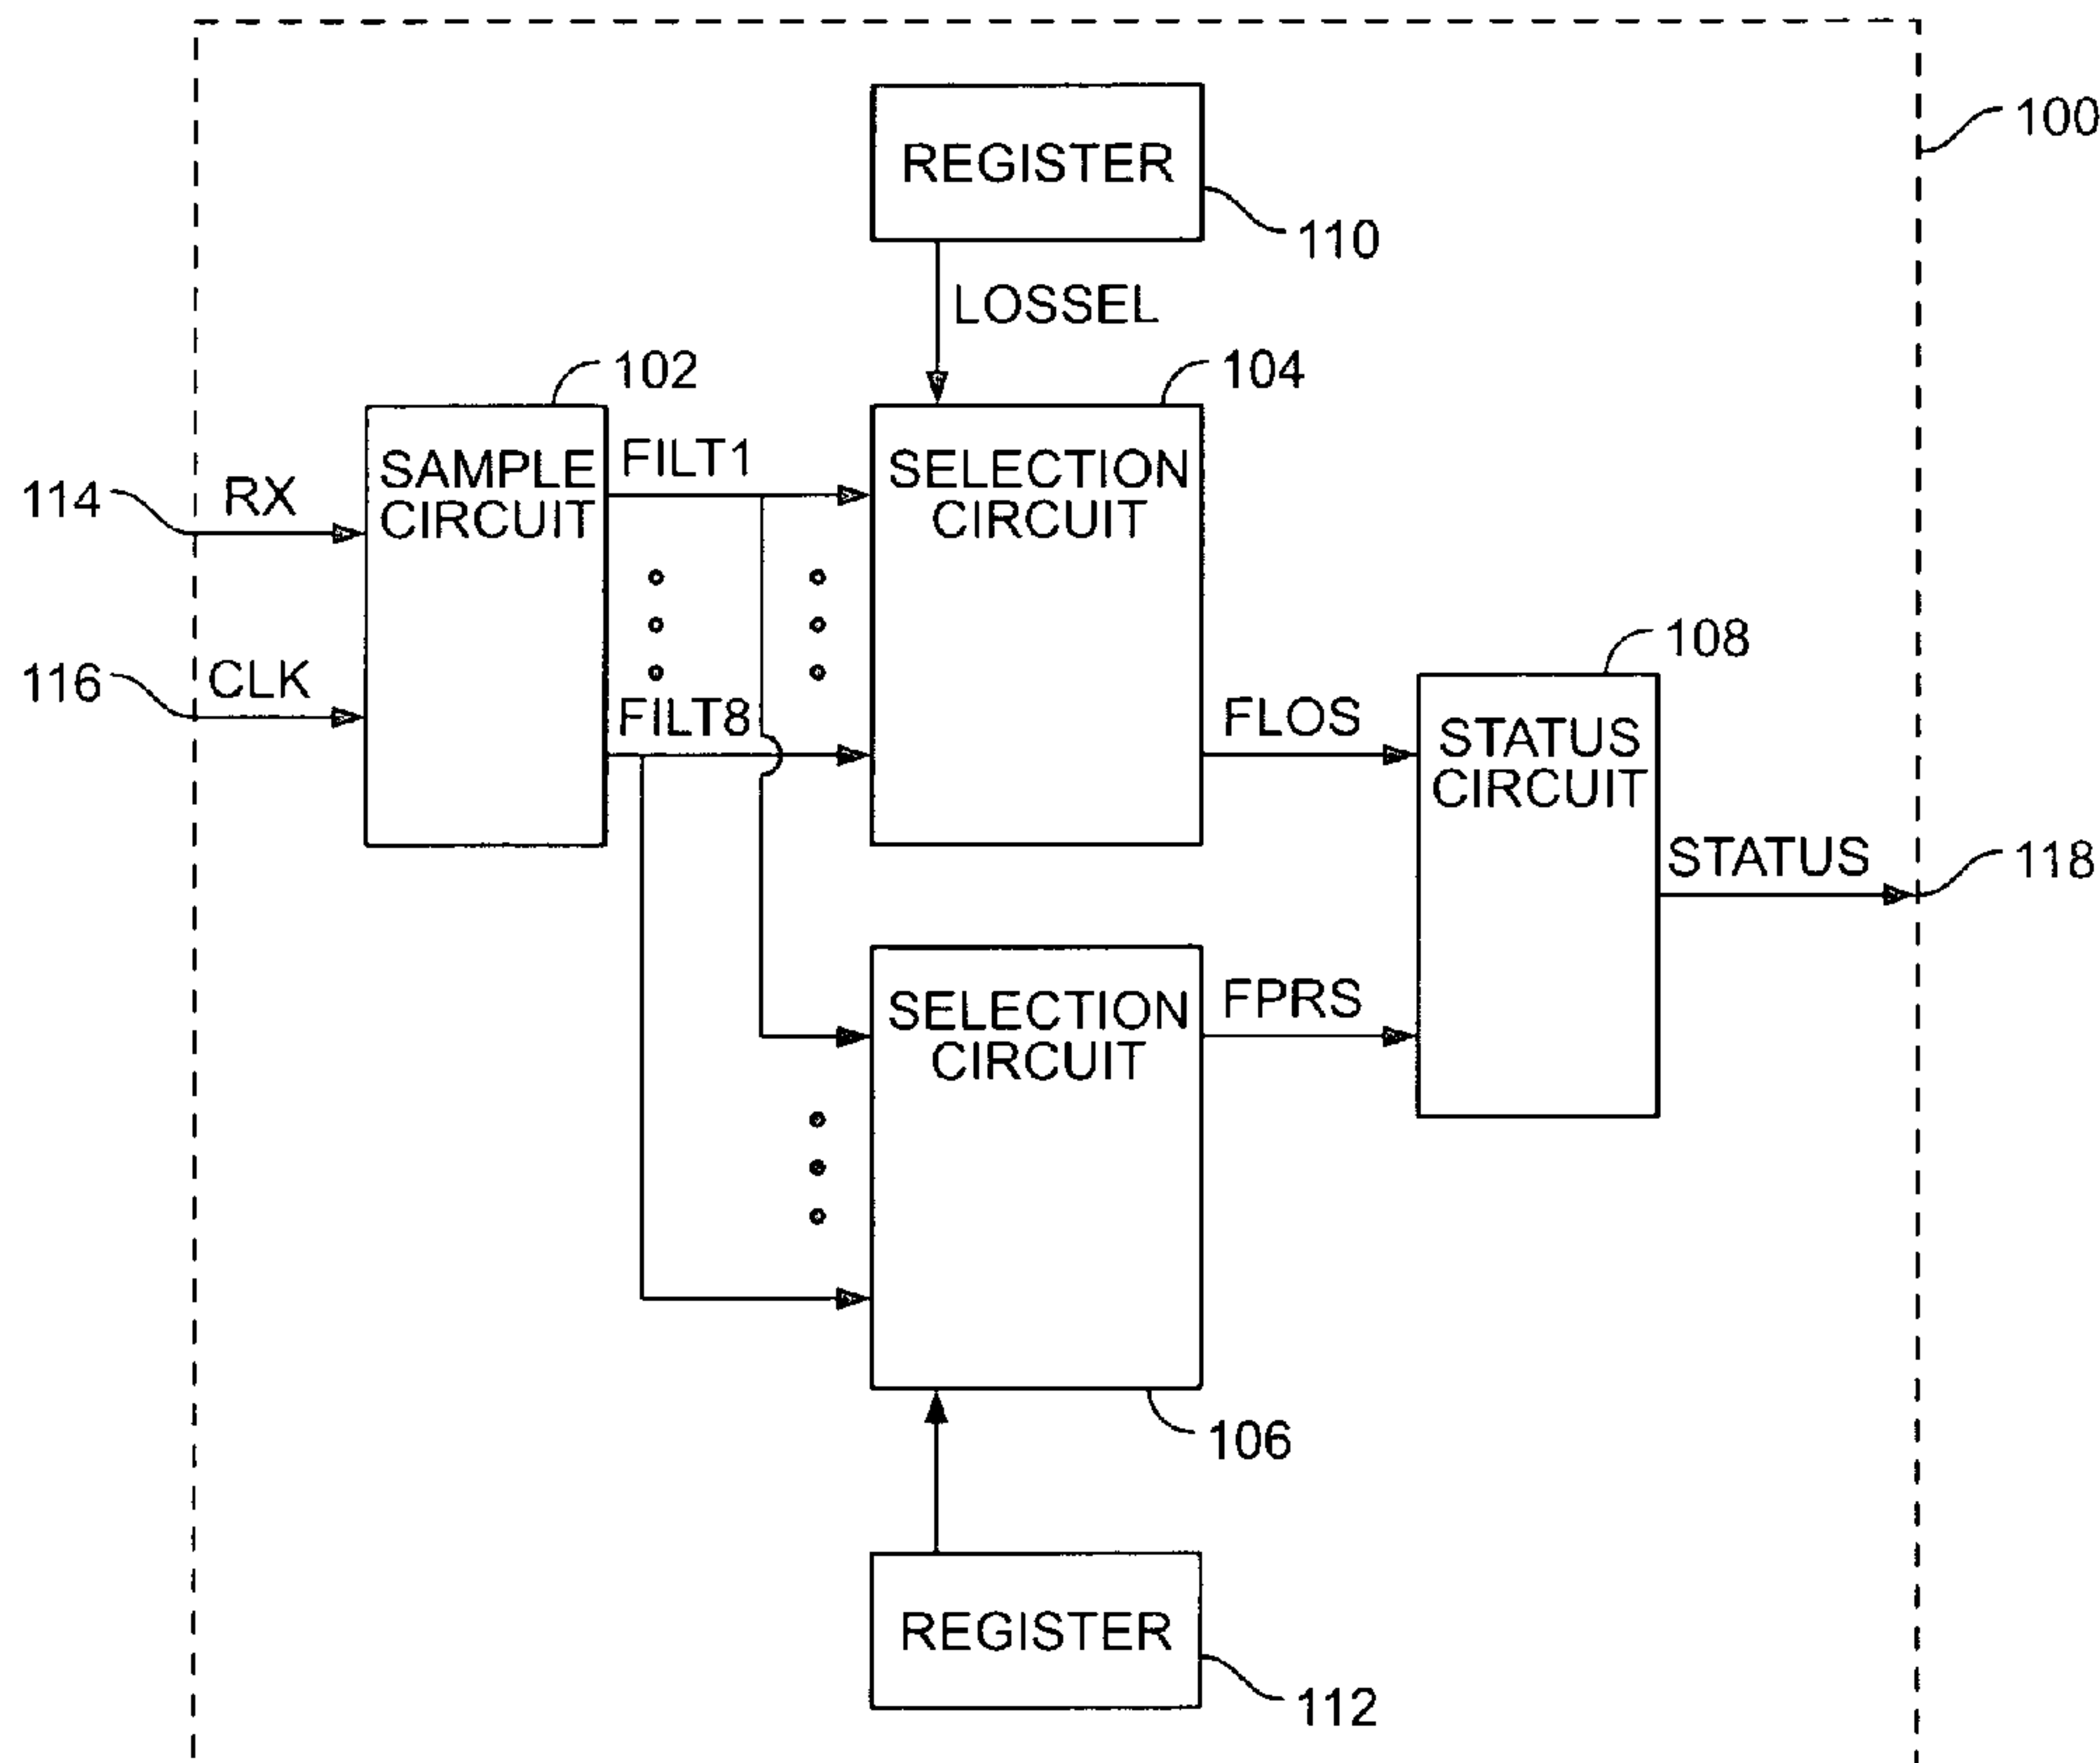 100
REGISTER
110
LOSSEL
102
104
SAMPLE
CIRCUIT
FILT1
SELECTION
CIRCUIT
114
RX
116
CLK
FILT8
FLOS
108
STATUS
CIRCUIT
STATUS
118
SELECTION
CIRCUIT
FPRS
106
REGISTER
112